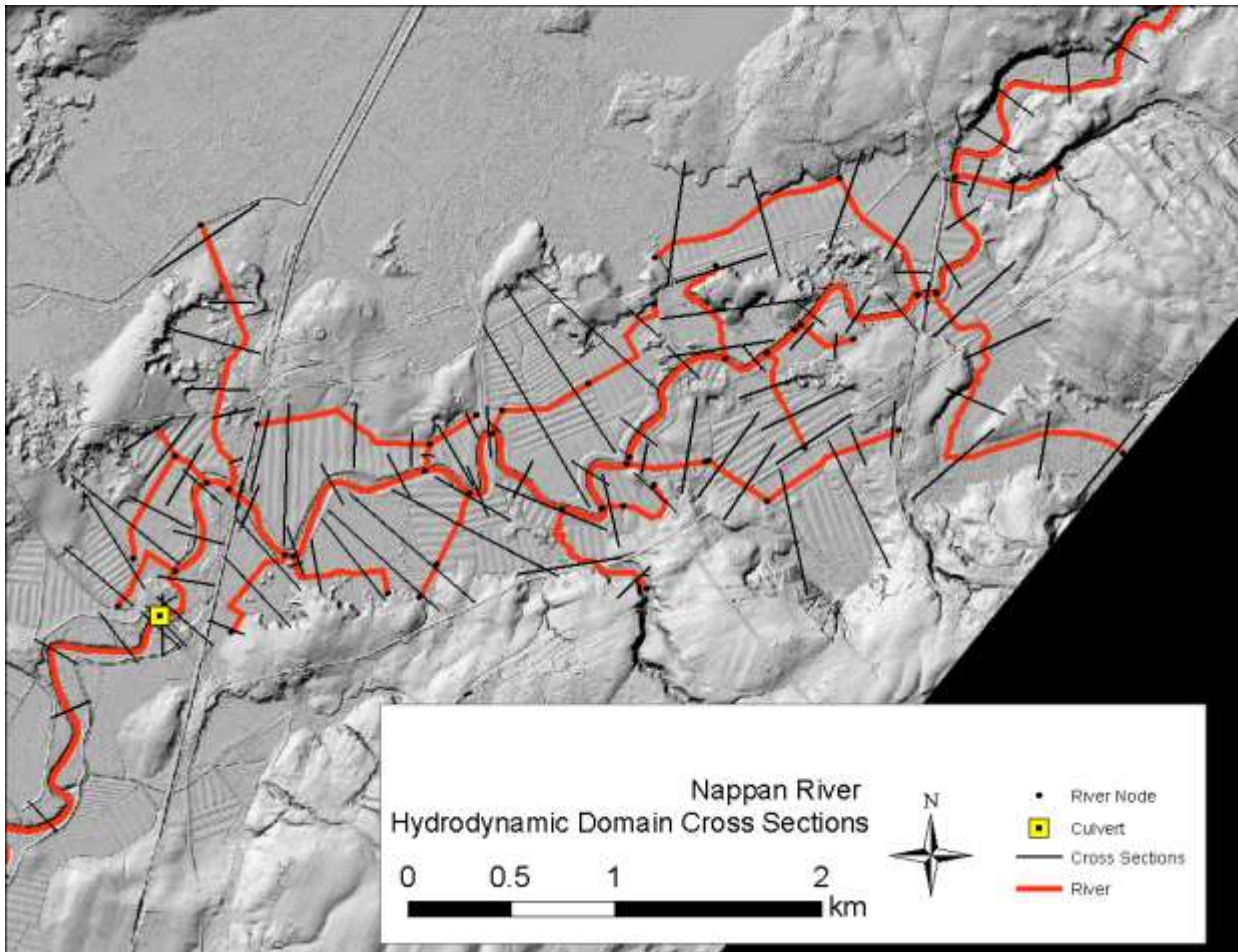 Nappan River
Hydrodynamic Domain Cross Sections
0 0.5 1 2
km
N
River Node
Culvert
Cross Sections
River